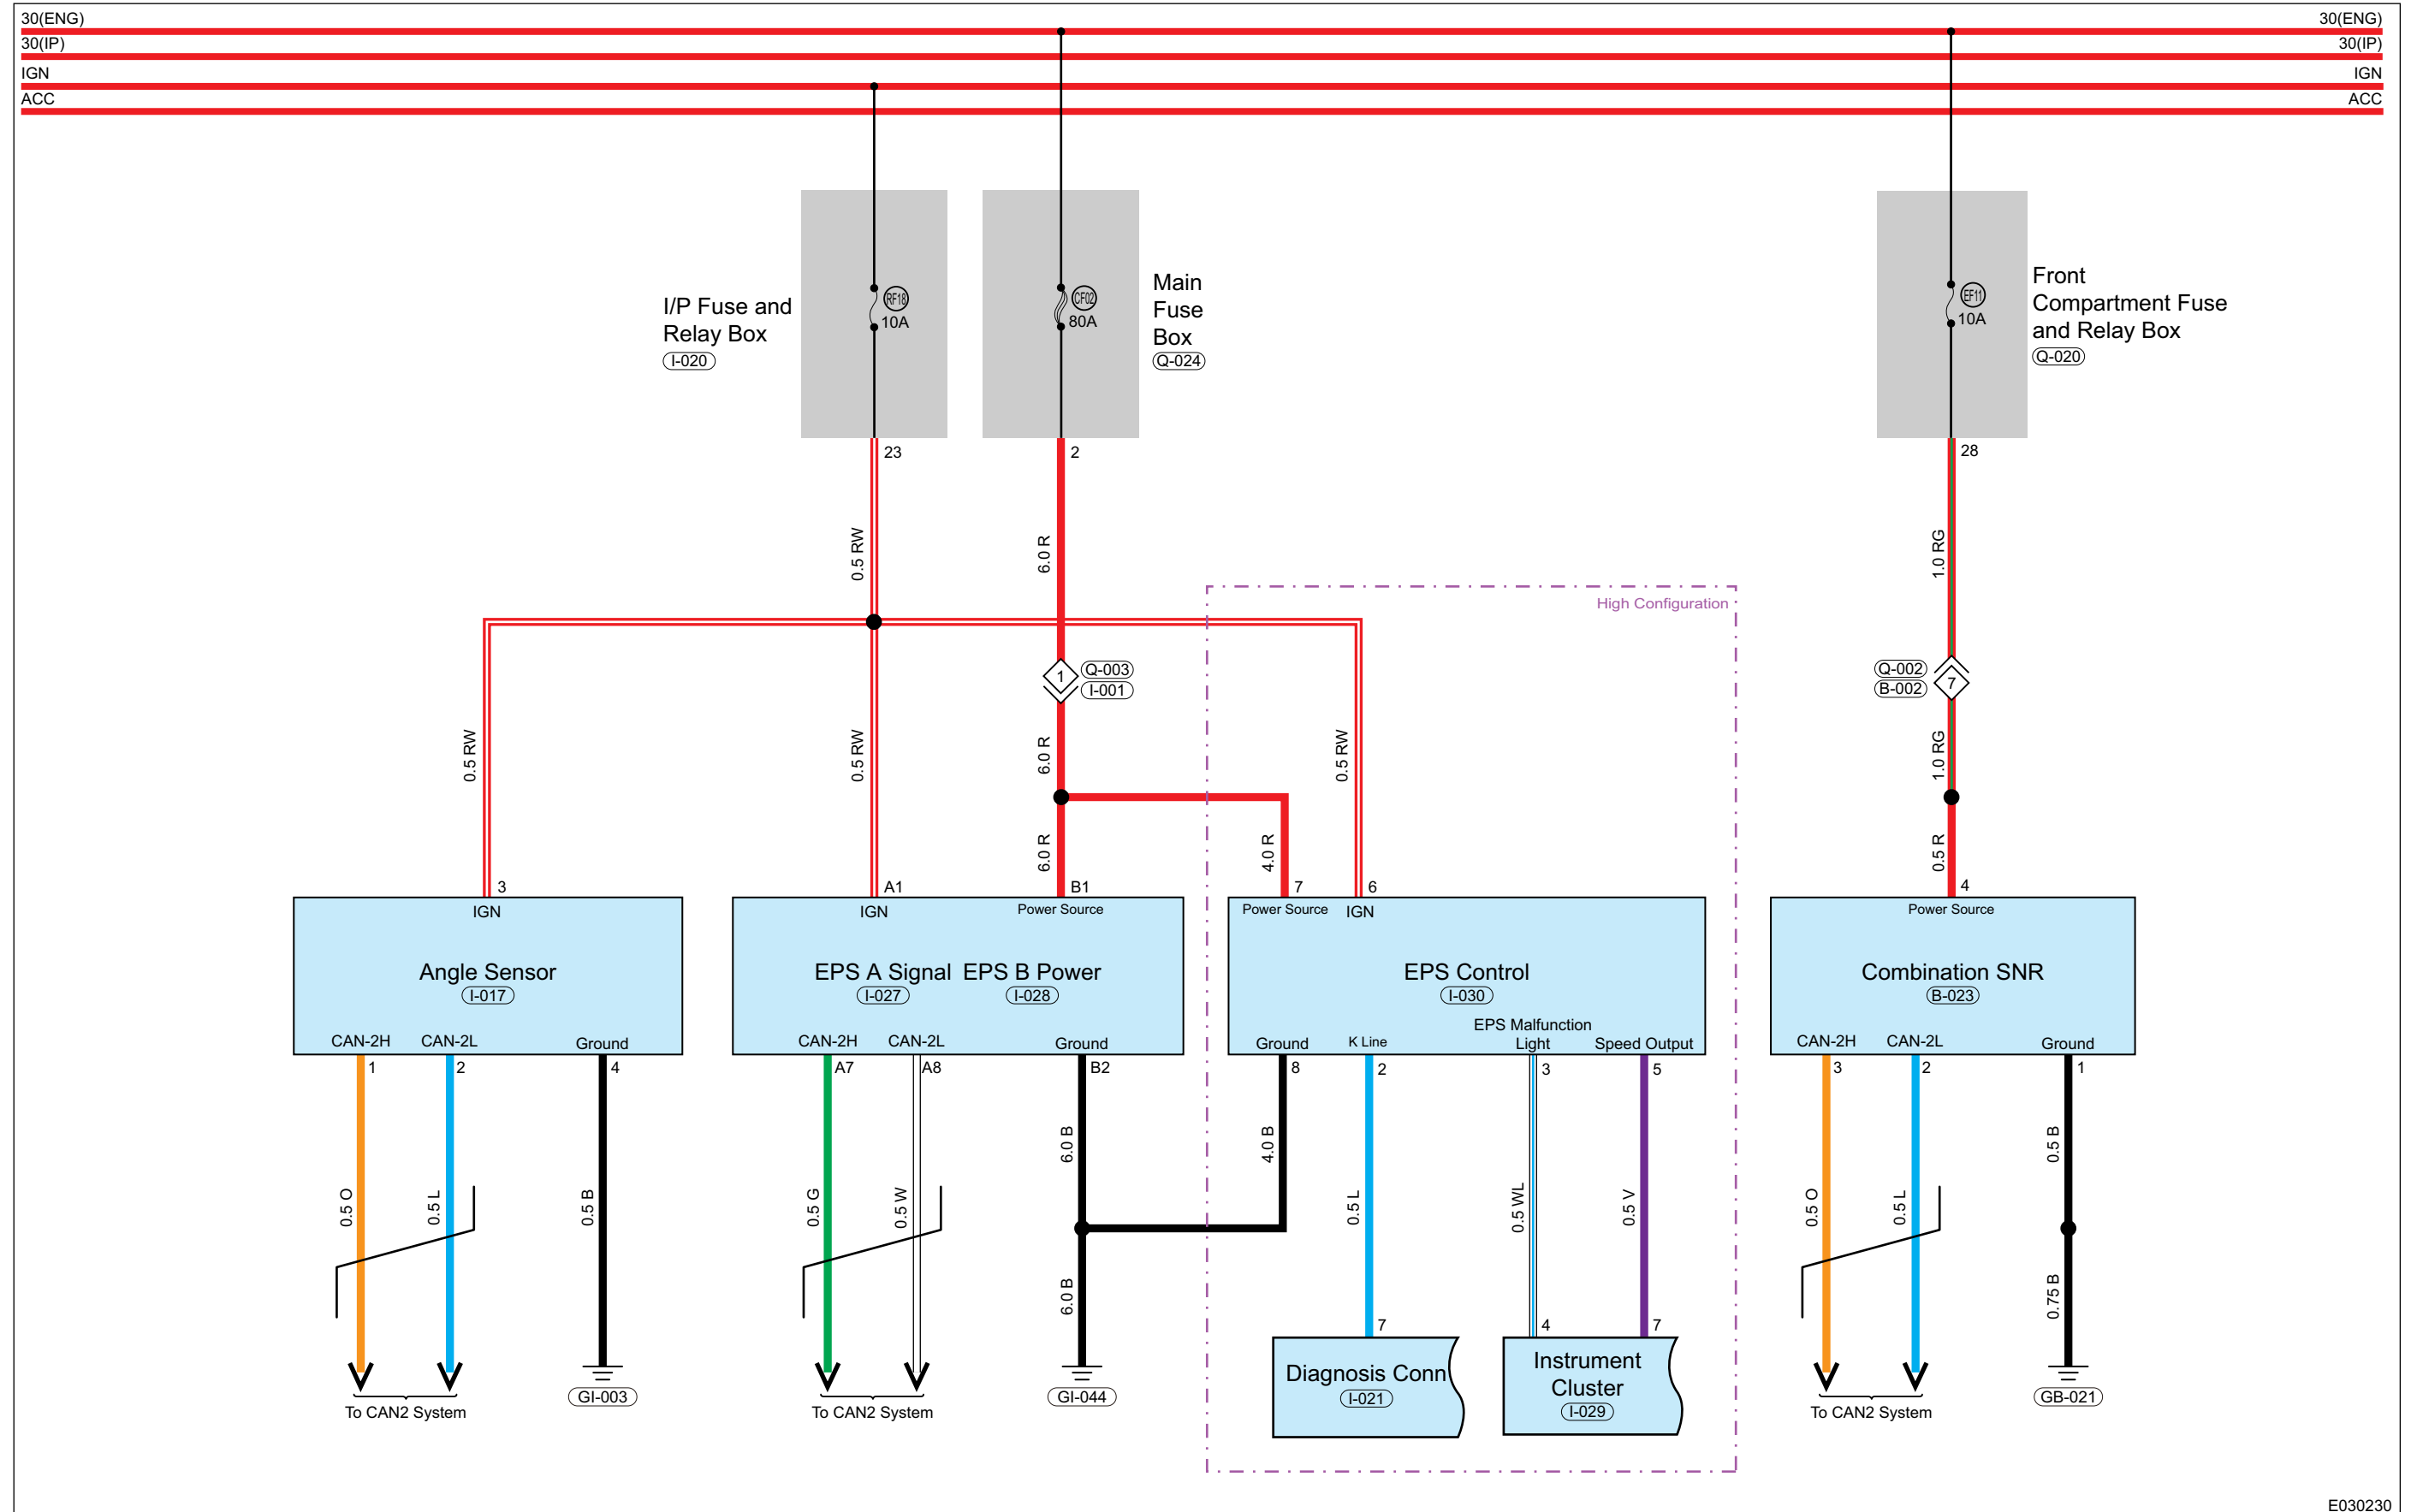 30(ENG) 30(ENG)
30(IP) 30(IP)
IGN IGN
ACC ACC
I/P Fuse and
Relay Box
I-020
RF18
10A
CF02
80A
Main
Fuse
Box
Q-024
EF11
10A
Front
Compartment Fuse
and Relay Box
Q-020
23 2 28
0.5 RW 6.0 R 1.0 RG
High Configuration
1
Q-003
I-001
Q-002
B-002
7
0.5 RW 0.5 RW 6.0 R 0.5 RW 1.0 RG
6.0 R 4.0 R 0.5 R
3 A1 B1 7 6 4
IGN IGN Power Source Power Source IGN Power Source
Angle Sensor
I-017
EPS A Signal EPS B Power
I-027 I-028
EPS Control
I-030
Combination SNR
B-023
CAN-2H CAN-2L Ground
CAN-2H CAN-2L Ground
EPS Malfunction
Ground K Line Light Speed Output
CAN-2H CAN-2L Ground
1 2 4 A7 A8 B2 8 2 3 5 3 2 1
6.0 B 4.0 B 0.5 B
0.5 O 0.5 L 0.5 B 0.5 G 0.5 W 0.5 L 0.5 WL 0.5 V 0.5 O 0.5 L
6.0 B 0.75 B
7 4 7
Diagnosis Conn
I-021
Instrument
Cluster
I-029
To CAN2 System
GI-003
To CAN2 System
GI-044
To CAN2 System
GB-021
E030230